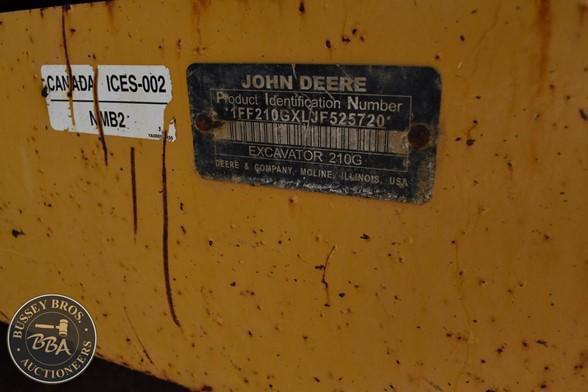 CANADA ICES-002
NMB2
JOHN DEERE
Product Identification Number
*1FF210GXLJF525720*
EXCAVATOR 210G
DEERE & COMPANY, MOLINE, ILLINOIS, USA
BUSSEY BROS.
BBA
AUCTIONEERS